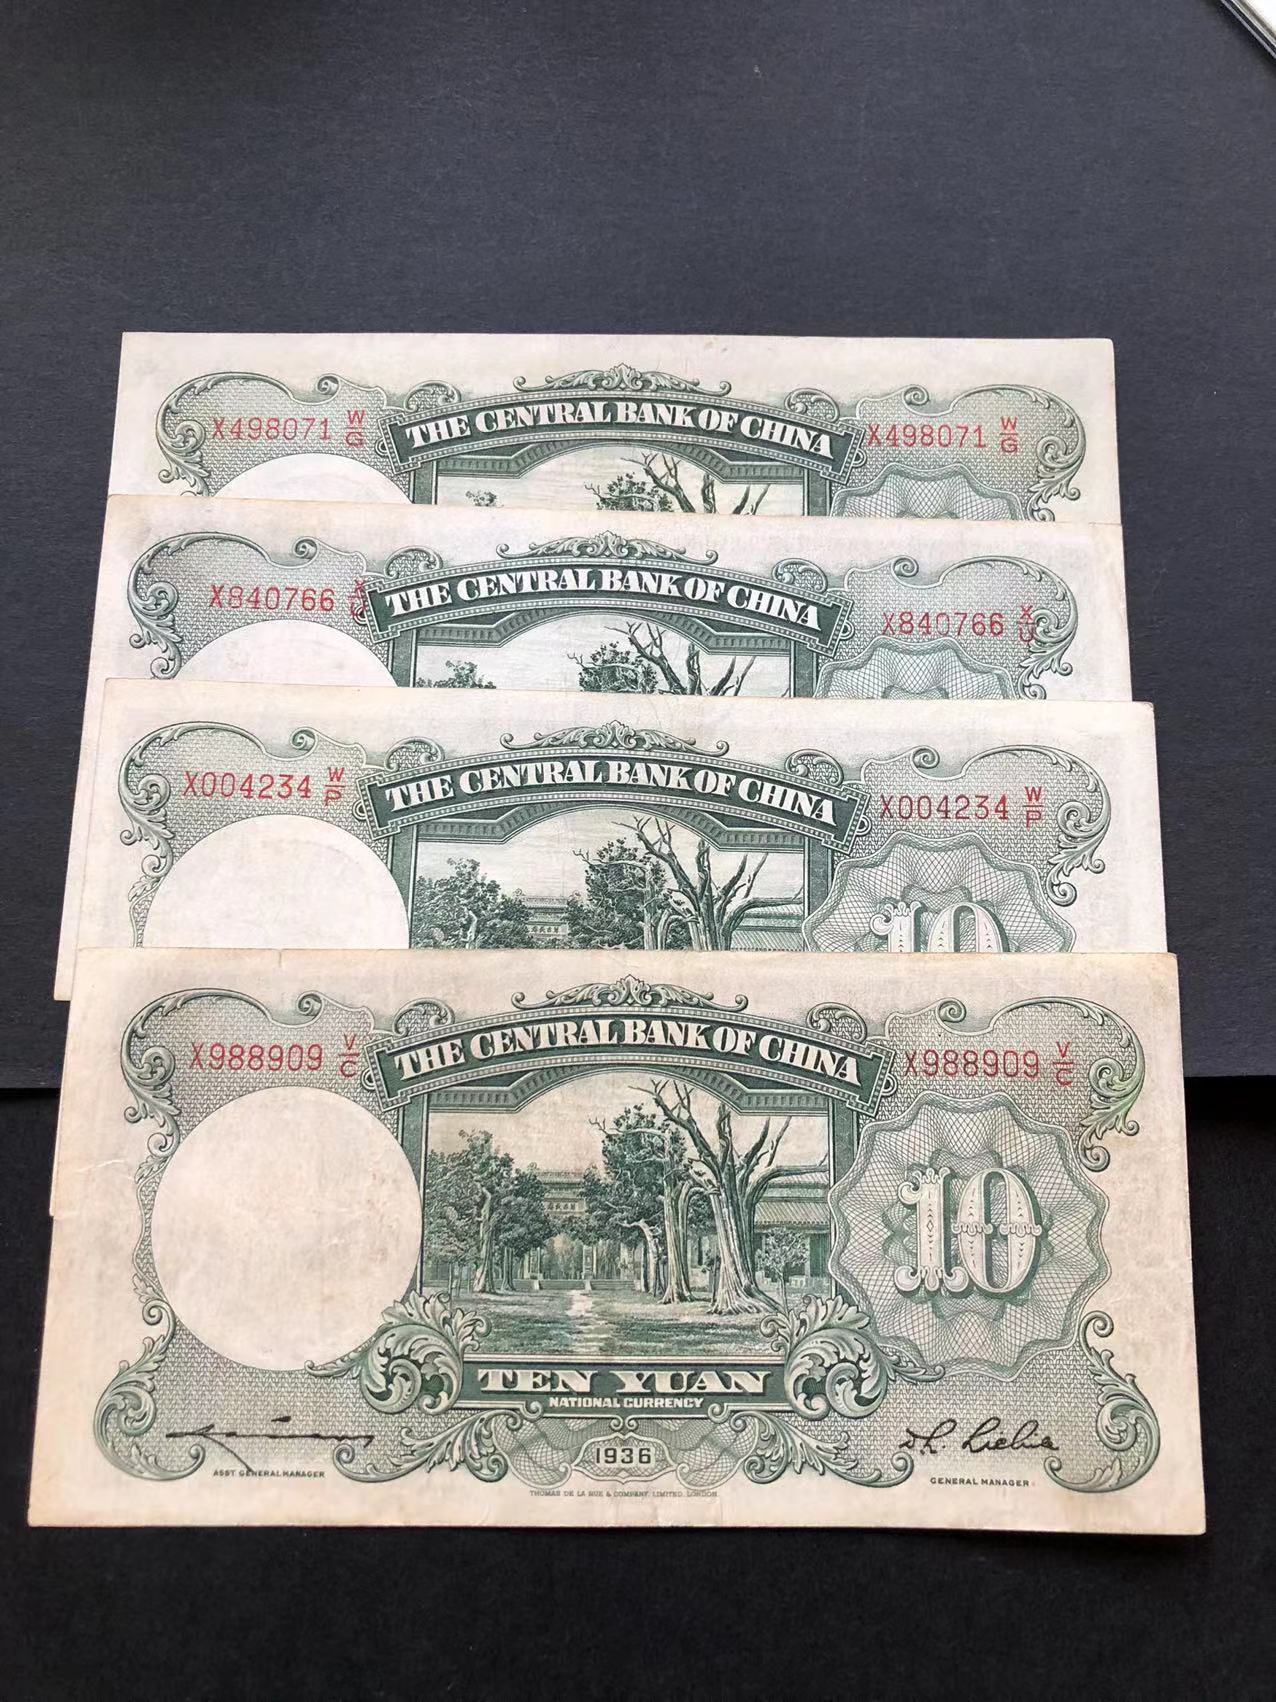 X498071 W/G THE CENTRAL BANK OF CHINA X498071 W/G
X840766 X/U THE CENTRAL BANK OF CHINA X840766 X/U
X004234 W/P THE CENTRAL BANK OF CHINA X004234 W/P
10
X988909 V/C THE CENTRAL BANK OF CHINA X988909 V/C
10
TEN YUAN
NATIONAL CURRENCY
1936
ASST. GENERAL MANAGER
GENERAL MANAGER
THOMAS DE LA RUE & COMPANY, LIMITED, LONDON.